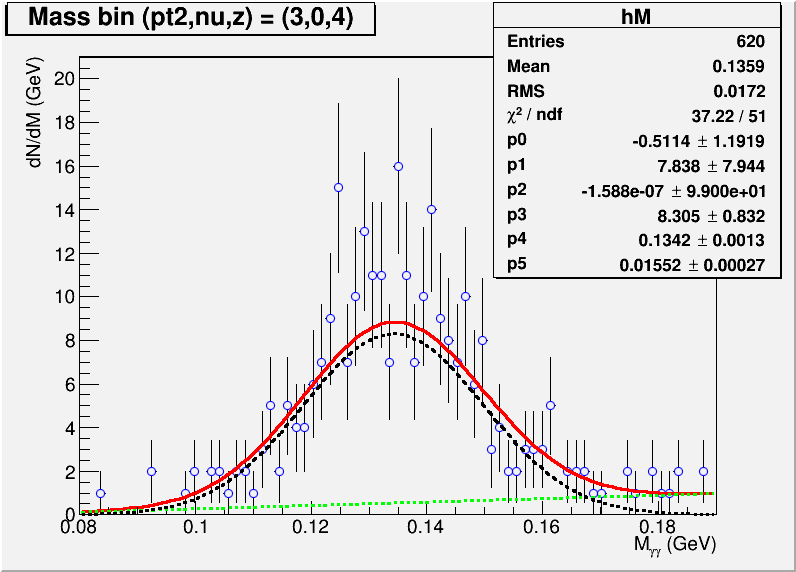 Mass bin (pt2,nu,z) = (3,0,4)
hM
Entries 620
Mean 0.1359
RMS 0.0172
χ² / ndf 37.22 / 51
p0 -0.5114 ± 1.1919
p1 7.838 ± 7.944
p2 -1.588e-07 ± 9.900e+01
p3 8.305 ± 0.832
p4 0.1342 ± 0.0013
p5 0.01552 ± 0.00027
dN/dM (GeV)
20
18
16
14
12
10
8
6
4
2
0
0.08 0.1 0.12 0.14 0.16 0.18
Mγγ (GeV)